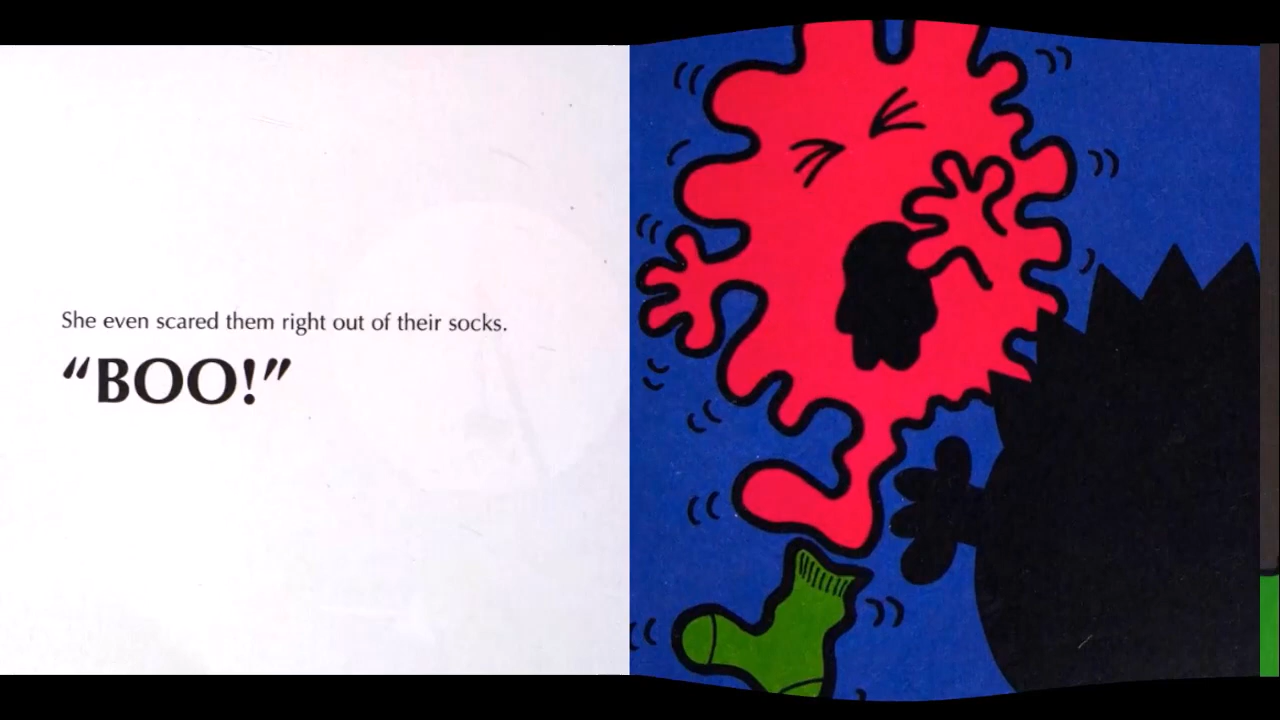 She even scared them right out of their socks.
“BOO!”